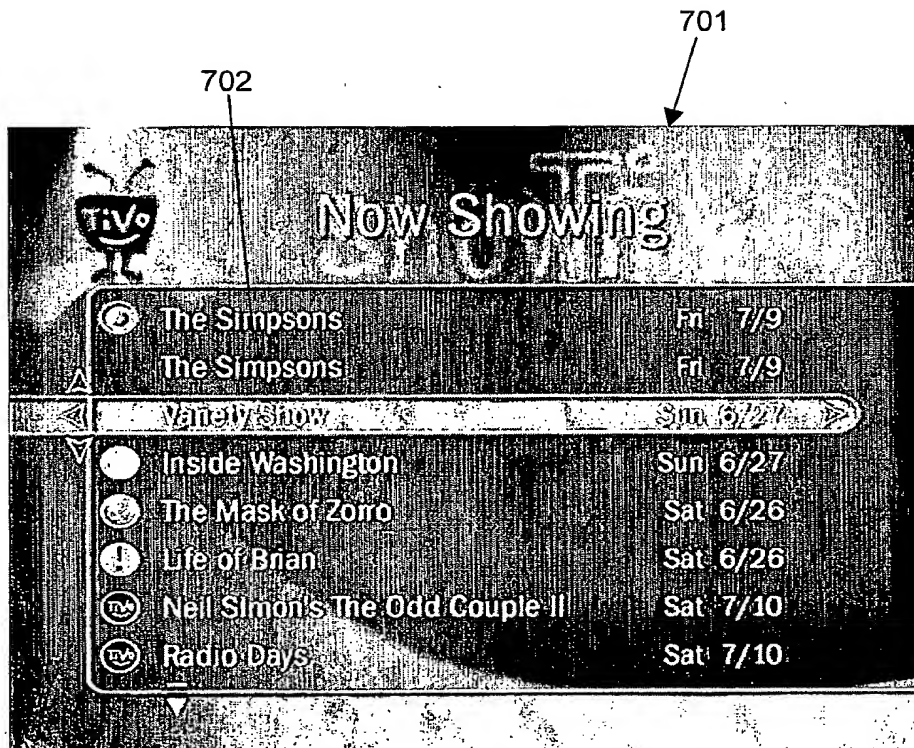 701
702
TiVo
Now Showing
The Simpsons Fri 7/9
The Simpsons Fri 7/9
Variety Show Sun 6/27
Inside Washington Sun 6/27
The Mask of Zorro Sat 6/26
Life of Brian Sat 6/26
TiVo Neil Simon's The Odd Couple II Sat 7/10
TiVo Radio Days Sat 7/10